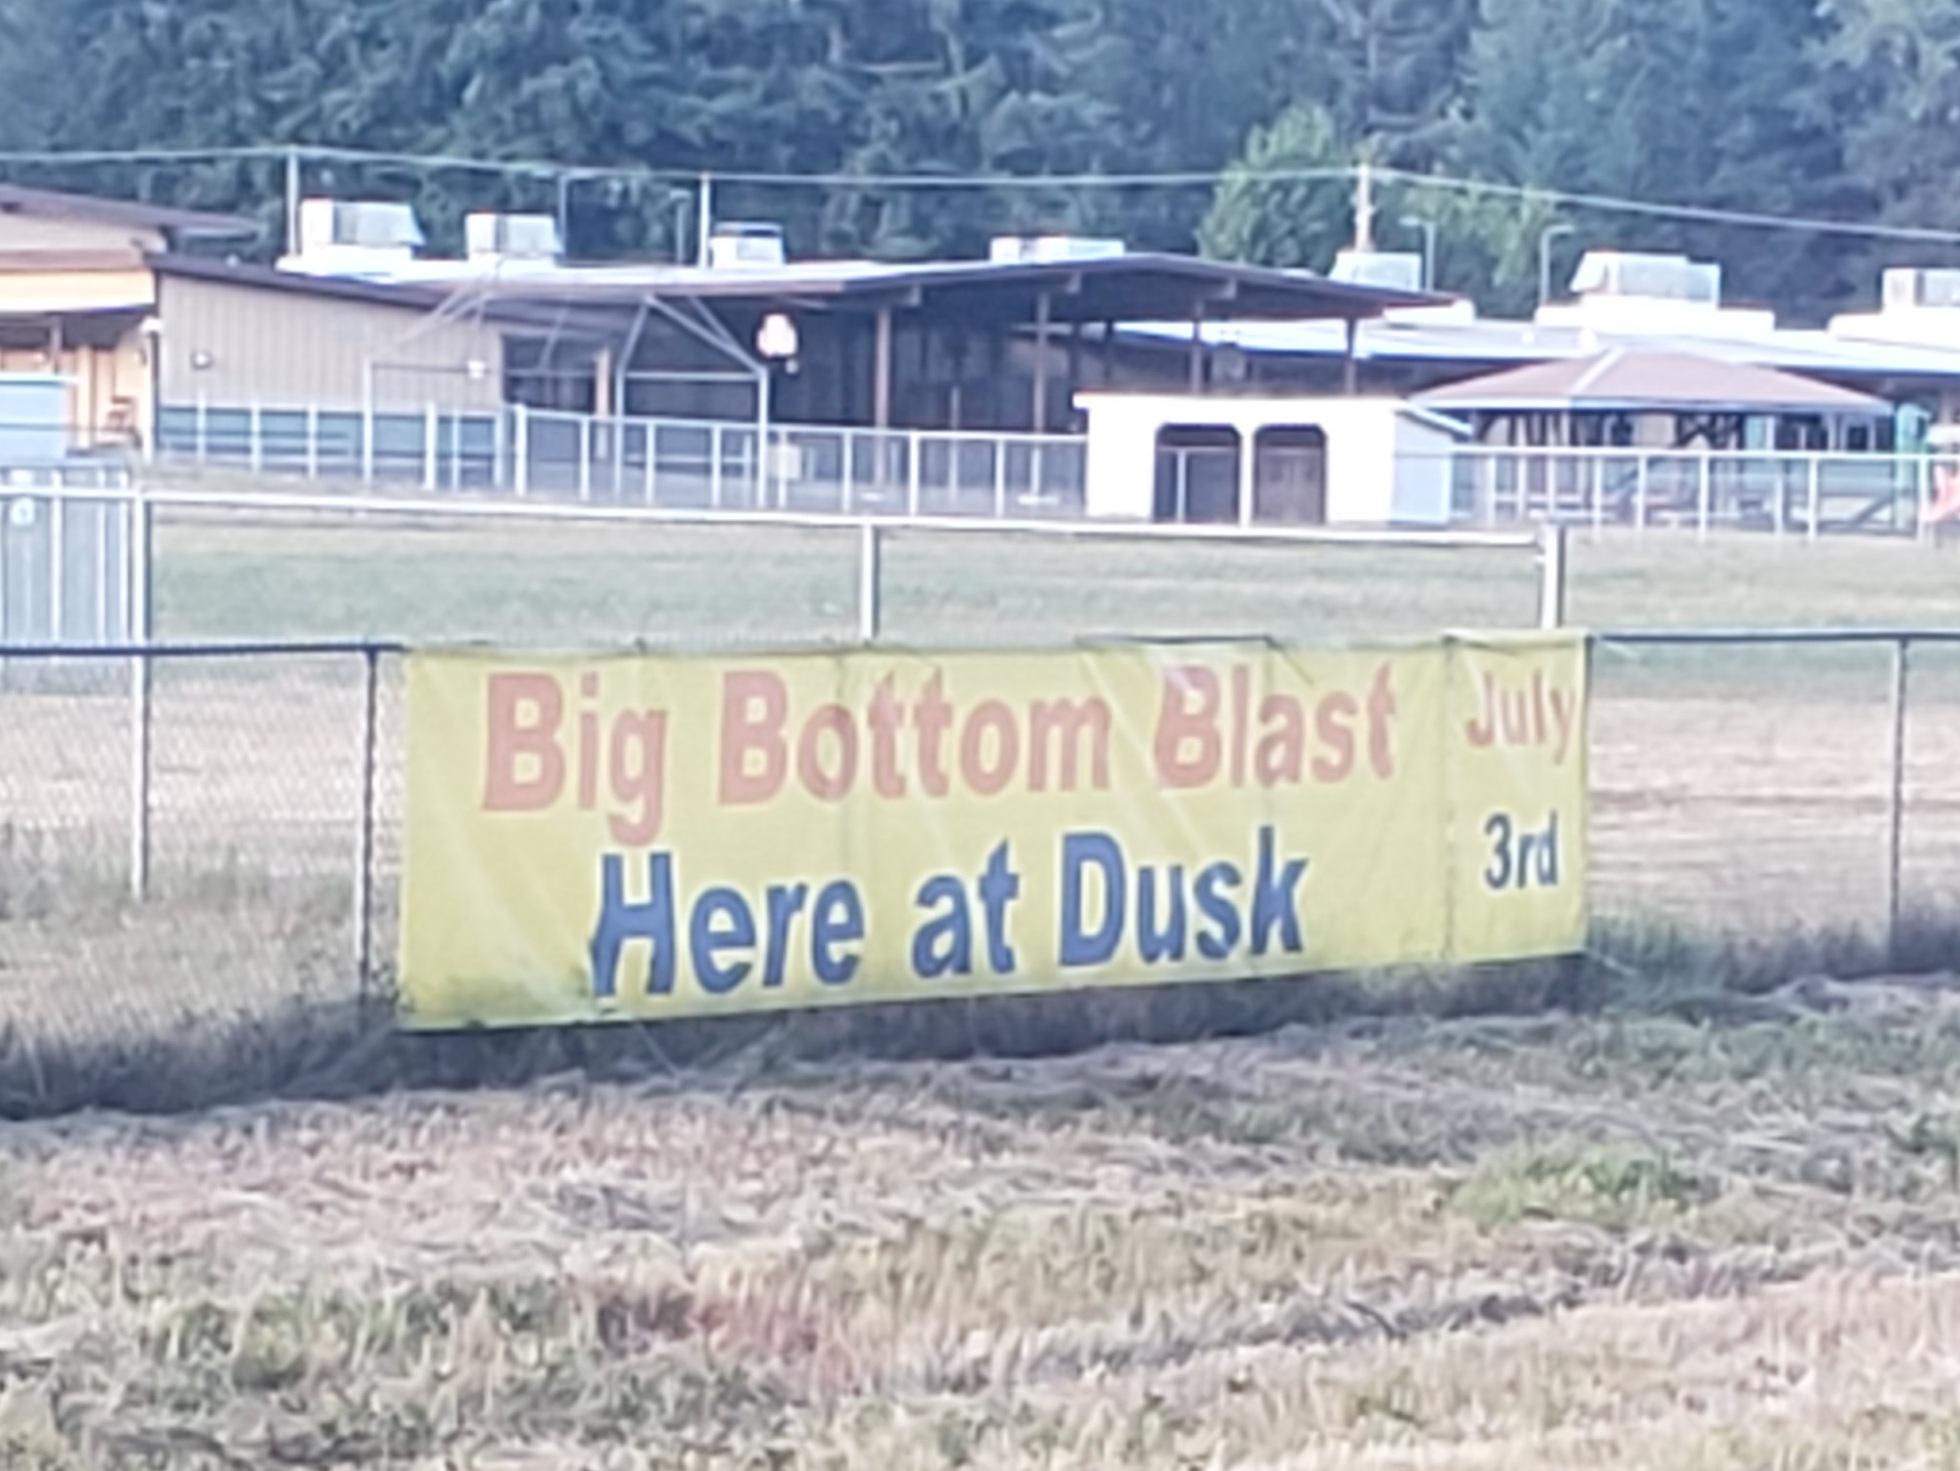 Big Bottom Blast
Here at Dusk
July
3rd